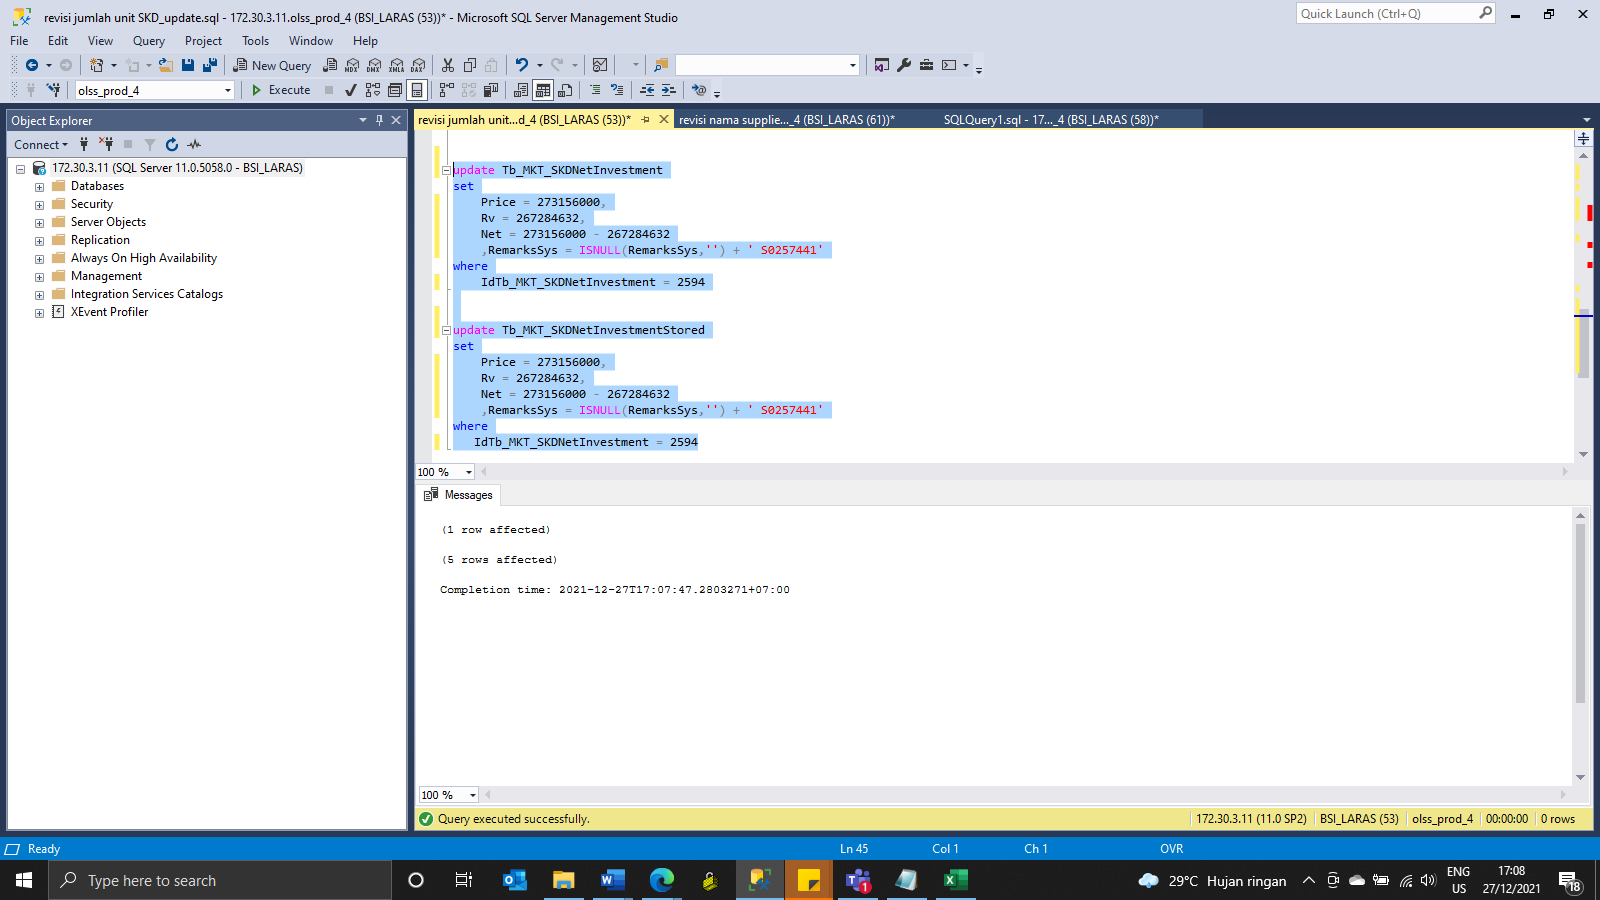 revisi jumlah unit SKD_update.sql - 172.30.3.11.olss_prod_4 (BSI_LARAS (53))* - Microsoft SQL Server Management Studio
Quick Launch (Ctrl+Q)
File Edit View Query Project Tools Window Help
New Query
MDX DMX XMLA DAX
olss_prod_4
Execute
Object Explorer
revisi jumlah unit...d_4 (BSI_LARAS (53))*
revisi nama supplie..._4 (BSI_LARAS (61))*
SQLQuery1.sql - 17..._4 (BSI_LARAS (58))*
Connect
172.30.3.11 (SQL Server 11.0.5058.0 - BSI_LARAS)
Databases
Security
Server Objects
Replication
Always On High Availability
Management
Integration Services Catalogs
XEvent Profiler
update Tb_MKT_SKDNetInvestment
set
Price = 273156000,
Rv = 267284632,
Net = 273156000 - 267284632
,RemarksSys = ISNULL(RemarksSys,'') + ' S0257441'
where
IdTb_MKT_SKDNetInvestment = 2594
update Tb_MKT_SKDNetInvestmentStored
set
Price = 273156000,
Rv = 267284632,
Net = 273156000 - 267284632
,RemarksSys = ISNULL(RemarksSys,'') + ' S0257441'
where
IdTb_MKT_SKDNetInvestment = 2594
100 %
Messages
(1 row affected)
(5 rows affected)
Completion time: 2021-12-27T17:07:47.2803271+07:00
100 %
Query executed successfully.
172.30.3.11 (11.0 SP2) BSI_LARAS (53) olss_prod_4 00:00:00 0 rows
Ready
Ln 45 Col 1 Ch 1 OVR
Type here to search
1
29°C Hujan ringan
ENG
US
17:08
27/12/2021
18